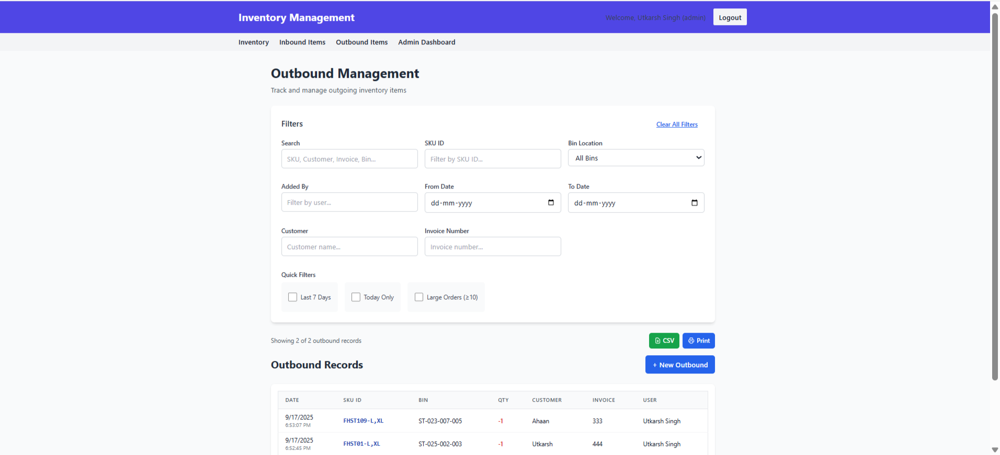 Inventory Management
Welcome, Utkarsh Singh (admin)
Logout
Inventory Inbound Items Outbound Items Admin Dashboard
Outbound Management
Track and manage outgoing inventory items
Filters
Clear All Filters
Search SKU ID Bin Location
SKU, Customer, Invoice, Bin... Filter by SKU ID... All Bins
Added By From Date To Date
Filter by user... dd-mm-yyyy dd-mm-yyyy
Customer Invoice Number
Customer name... Invoice number...
Quick Filters
Last 7 Days Today Only Large Orders (≥10)
Showing 2 of 2 outbound records
CSV Print
Outbound Records
+ New Outbound
DATE SKU ID BIN QTY CUSTOMER INVOICE USER
9/17/2025 FHST109-L,XL ST-023-007-005 -1 Ahaan 333 Utkarsh Singh
6:53:07 PM
9/17/2025 FHST01-L,XL ST-025-002-003 -1 Utkarsh 444 Utkarsh Singh
6:52:45 PM